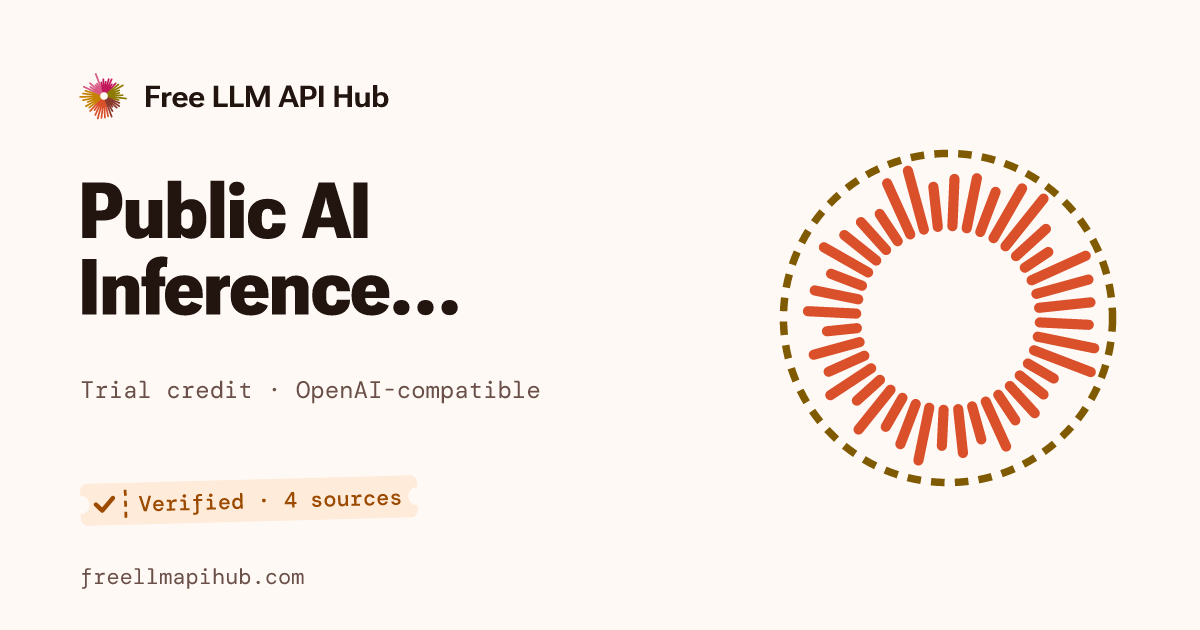 Free LLM API Hub
Public AI
Inference...
Trial credit · OpenAI-compatible
Verified · 4 sources
freellmapihub.com